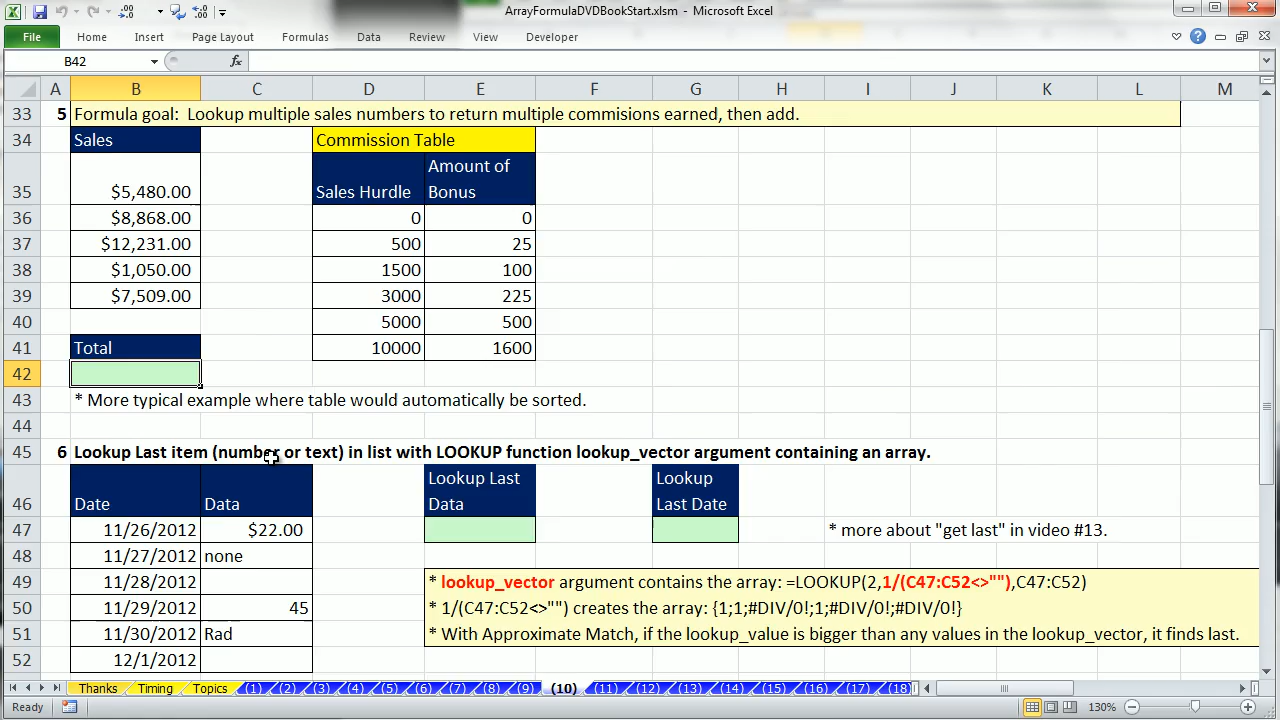 ArrayFormulaDVDBookStart.xlsm - Microsoft Excel
File Home Insert Page Layout Formulas Data Review View Developer
B42 fx
A B C D E F G H I J K L M
33 5 Formula goal: Lookup multiple sales numbers to return multiple commisions earned, then add.
34 Sales Commission Table
35 $5,480.00 Sales Hurdle Amount of Bonus
36 $8,868.00 0 0
37 $12,231.00 500 25
38 $1,050.00 1500 100
39 $7,509.00 3000 225
40 5000 500
41 Total 10000 1600
42
43 * More typical example where table would automatically be sorted.
44
45 6 Lookup Last item (number or text) in list with LOOKUP function lookup_vector argument containing an array.
46 Date Data Lookup Last Data Lookup Last Date
47 11/26/2012 $22.00 * more about "get last" in video #13.
48 11/27/2012 none
49 11/28/2012 * lookup_vector argument contains the array: =LOOKUP(2,1/(C47:C52<>""),C47:C52)
50 11/29/2012 45 * 1/(C47:C52<>"") creates the array: {1;1;#DIV/0!;1;#DIV/0!;#DIV/0!}
51 11/30/2012 Rad * With Approximate Match, if the lookup_value is bigger than any values in the lookup_vector, it finds last.
52 12/1/2012
Thanks Timing Topics (1) (2) (3) (4) (5) (6) (7) (8) (9) (10) (11) (12) (13) (14) (15) (16) (17) (18
Ready 130%